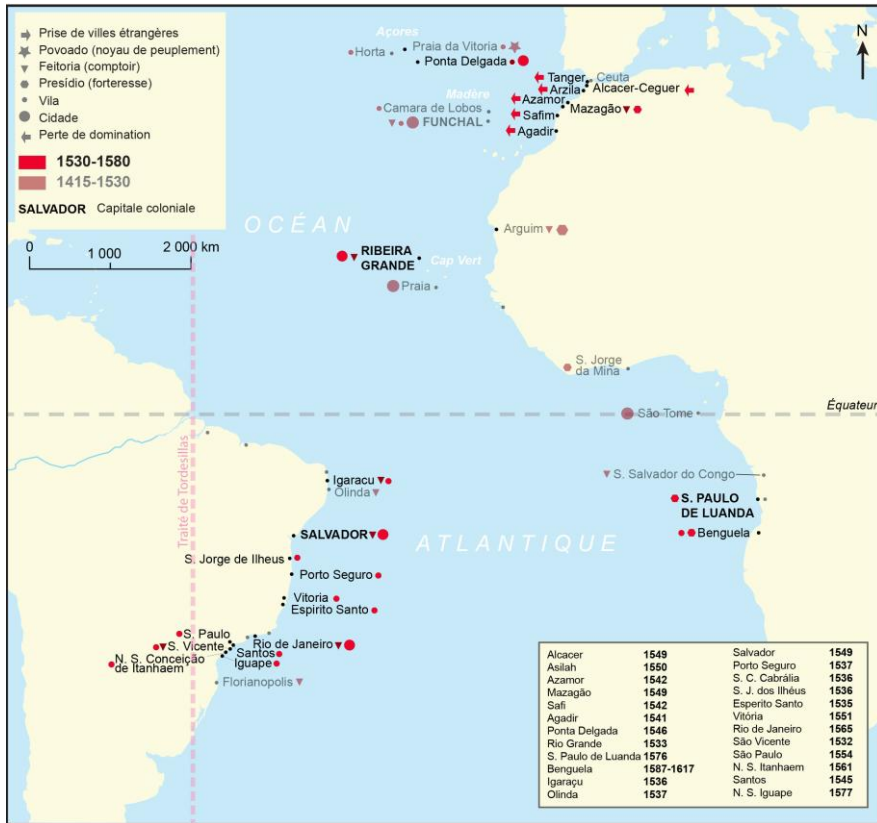 Prise de villes étrangères
Povoado (noyau de peuplement)
Feitoria (comptoir)
Presídio (forteresse)
Vila
Cidade
Perte de domination
1530-1580
1415-1530
SALVADOR Capitale coloniale
0 1 000 2 000 km
N
Açores
Horta
Praia da Vitoria
Ponta Delgada
Tanger
Ceuta
Arzila
Alcacer-Ceguer
Madère
Azamor
Camara de Lobos
Mazagão
FUNCHAL
Safim
Agadir
OCÉAN
Arguim
RIBEIRA
GRANDE
Cap Vert
Praia
S. Jorge
da Mina
Équateur
São Tome
Traité de Tordesillas
Igaracu
Olinda
S. Salvador do Congo
S. PAULO
DE LUANDA
SALVADOR
ATLANTIQUE
Benguela
S. Jorge de Ilheus
Porto Seguro
Vitoria
Espirito Santo
S. Paulo
S. Vicente
Rio de Janeiro
N. S. Conceição
de Itanhaem
Santos
Iguape
Florianopolis
Alcacer 1549
Asilah 1550
Azamor 1542
Mazagão 1549
Safi 1542
Agadir 1541
Ponta Delgada 1546
Rio Grande 1533
S. Paulo de Luanda 1576
Benguela 1587-1617
Igaraçu 1536
Olinda 1537
Salvador 1549
Porto Seguro 1537
S. C. Cabrália 1536
S. J. dos Ilhéus 1536
Esperito Santo 1535
Vitória 1551
Rio de Janeiro 1565
São Vicente 1532
São Paulo 1554
N. S. Itanhaem 1561
Santos 1545
N. S. Iguape 1577